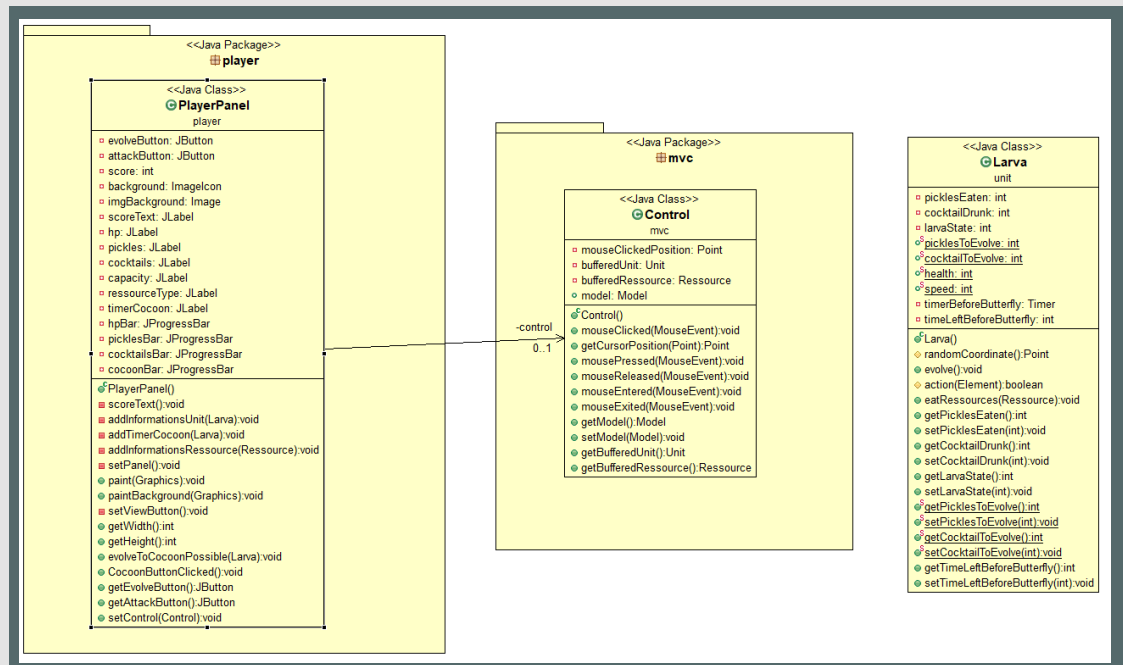 <<Java Package>>
player
<<Java Class>>
PlayerPanel
player
evolveButton: JButton
attackButton: JButton
score: int
background: ImageIcon
imgBackground: Image
scoreText: JLabel
hp: JLabel
pickles: JLabel
cocktails: JLabel
capacity: JLabel
ressourceType: JLabel
timerCocoon: JLabel
hpBar: JProgressBar
picklesBar: JProgressBar
cocktailsBar: JProgressBar
cocoonBar: JProgressBar
PlayerPanel()
scoreText():void
addInformationsUnit(Larva):void
addTimerCocoon(Larva):void
addInformationsRessource(Ressource):void
setPanel():void
paint(Graphics):void
paintBackground(Graphics):void
setViewButton():void
getWidth():int
getHeight():int
evolveToCocoonPossible(Larva):void
CocoonButtonClicked():void
getEvolveButton():JButton
getAttackButton():JButton
setControl(Control):void
-control
0..1
<<Java Package>>
mvc
<<Java Class>>
Control
mvc
mouseClickedPosition: Point
bufferedUnit: Unit
bufferedRessource: Ressource
model: Model
Control()
mouseClicked(MouseEvent):void
getCursorPosition(Point):Point
mousePressed(MouseEvent):void
mouseReleased(MouseEvent):void
mouseEntered(MouseEvent):void
mouseExited(MouseEvent):void
getModel():Model
setModel(Model):void
getBufferedUnit():Unit
getBufferedRessource():Ressource
<<Java Class>>
Larva
unit
picklesEaten: int
cocktailDrunk: int
larvaState: int
picklesToEvolve: int
cocktailToEvolve: int
health: int
speed: int
timerBeforeButterfly: Timer
timeLeftBeforeButterfly: int
Larva()
randomCoordinate():Point
evolve():void
action(Element):boolean
eatRessources(Ressource):void
getPicklesEaten():int
setPicklesEaten(int):void
getCocktailDrunk():int
setCocktailDrunk(int):void
getLarvaState():int
setLarvaState(int):void
getPicklesToEvolve():int
setPicklesToEvolve(int):void
getCocktailToEvolve():int
setCocktailToEvolve(int):void
getTimeLeftBeforeButterfly():int
setTimeLeftBeforeButterfly(int):void